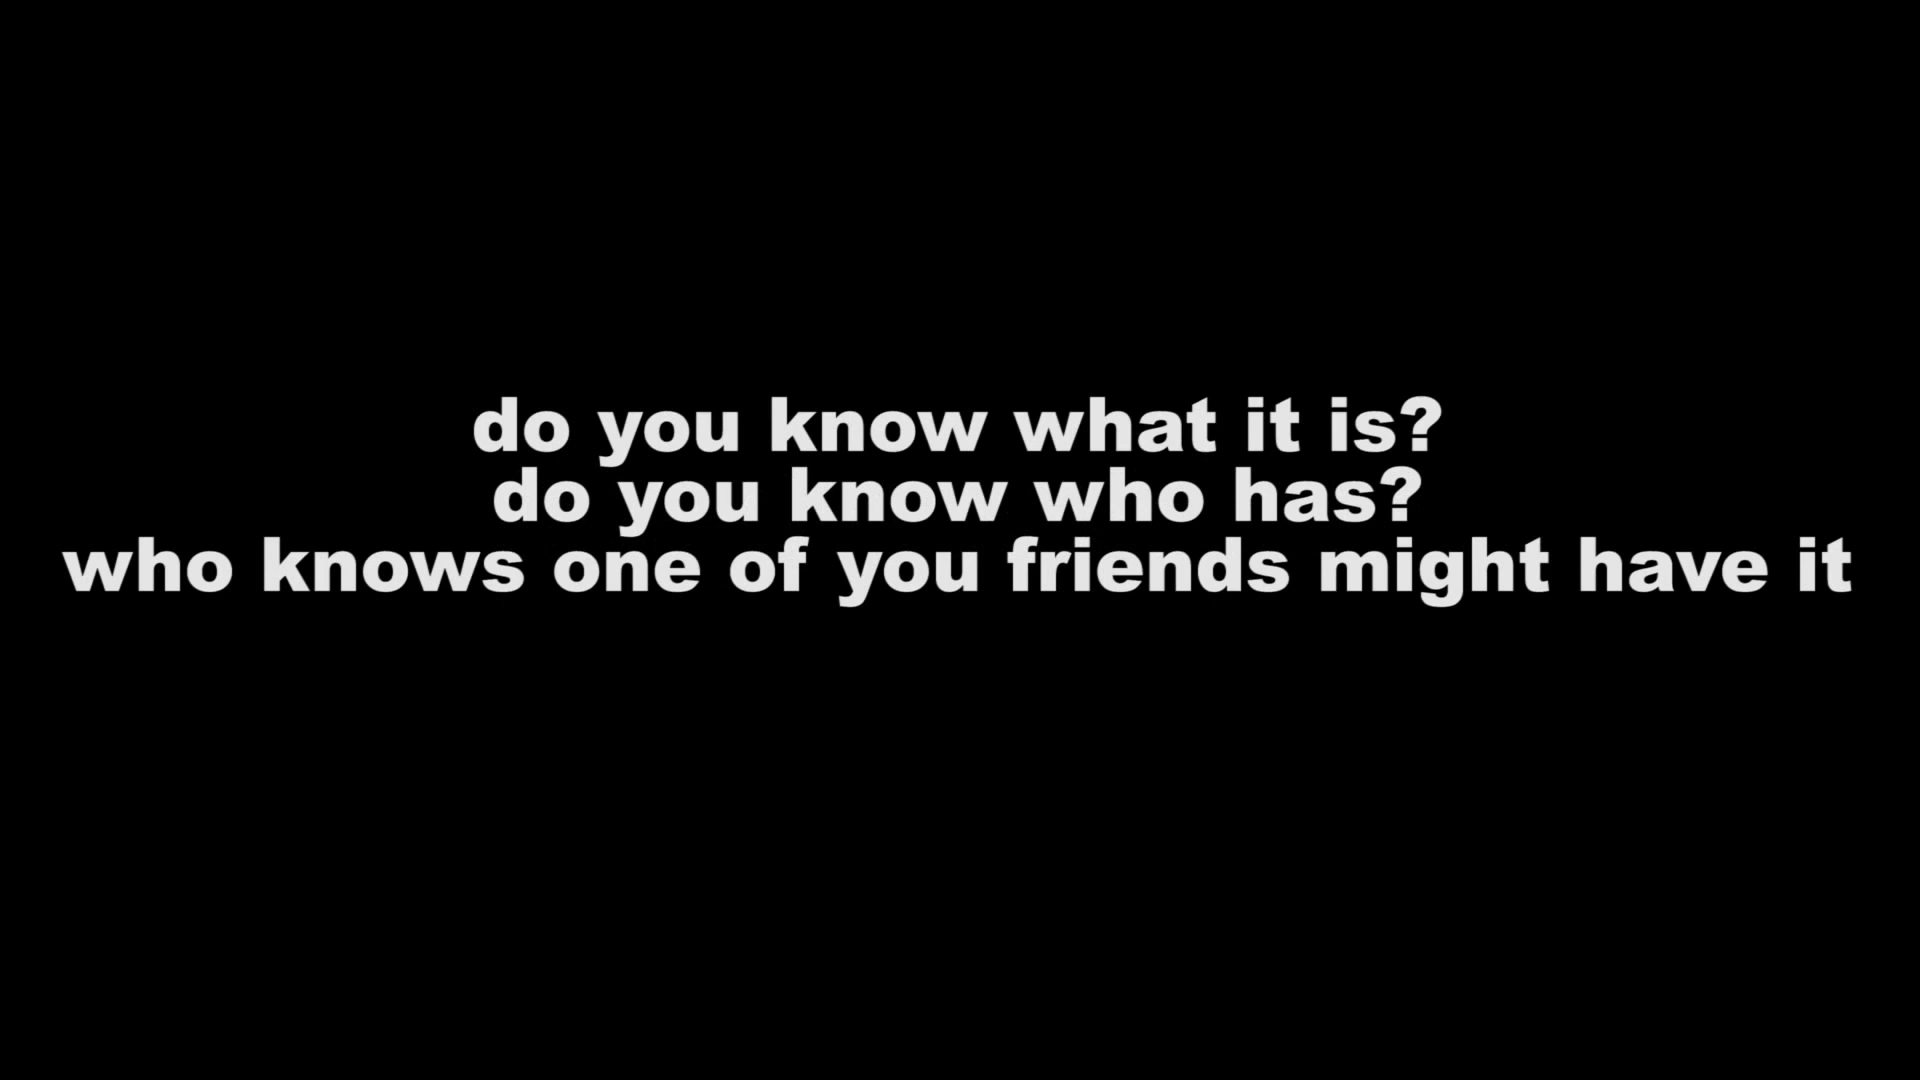 do you know what it is?
do you know who has?
who knows one of you friends might have it